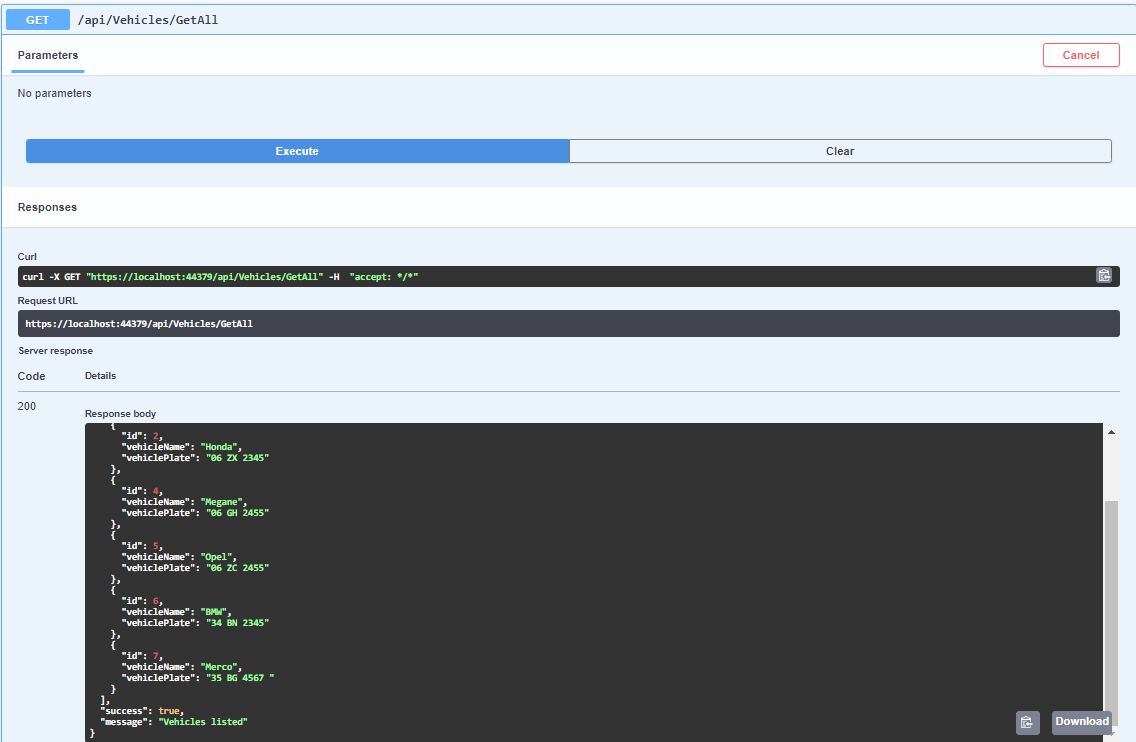 GET /api/Vehicles/GetAll
Parameters
Cancel
No parameters
Execute
Clear
Responses
Curl
curl -X GET "https://localhost:44379/api/Vehicles/GetAll" -H  "accept: */*"
Request URL
https://localhost:44379/api/Vehicles/GetAll
Server response
Code Details
200
Response body
{
"id": 2,
"vehicleName": "Honda",
"vehiclePlate": "06 ZX 2345"
},
{
"id": 4,
"vehicleName": "Megane",
"vehiclePlate": "06 GH 2455"
},
{
"id": 5,
"vehicleName": "Opel",
"vehiclePlate": "06 ZC 2455"
},
{
"id": 6,
"vehicleName": "BMW",
"vehiclePlate": "34 BN 2345"
},
{
"id": 7,
"vehicleName": "Merco",
"vehiclePlate": "35 BG 4567 "
}
],
"success": true,
"message": "Vehicles listed"
}
Download